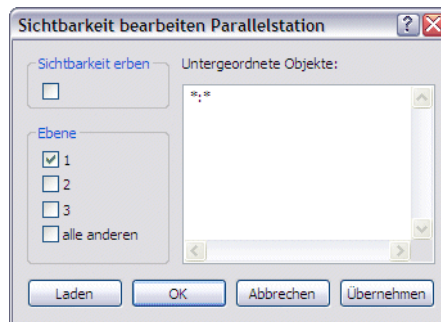 Sichtbarkeit bearbeiten Parallelstation
Sichtbarkeit erben
Untergeordnete Objekte:
*;*
Ebene
1
2
3
alle anderen
Laden
OK
Abbrechen
Übernehmen